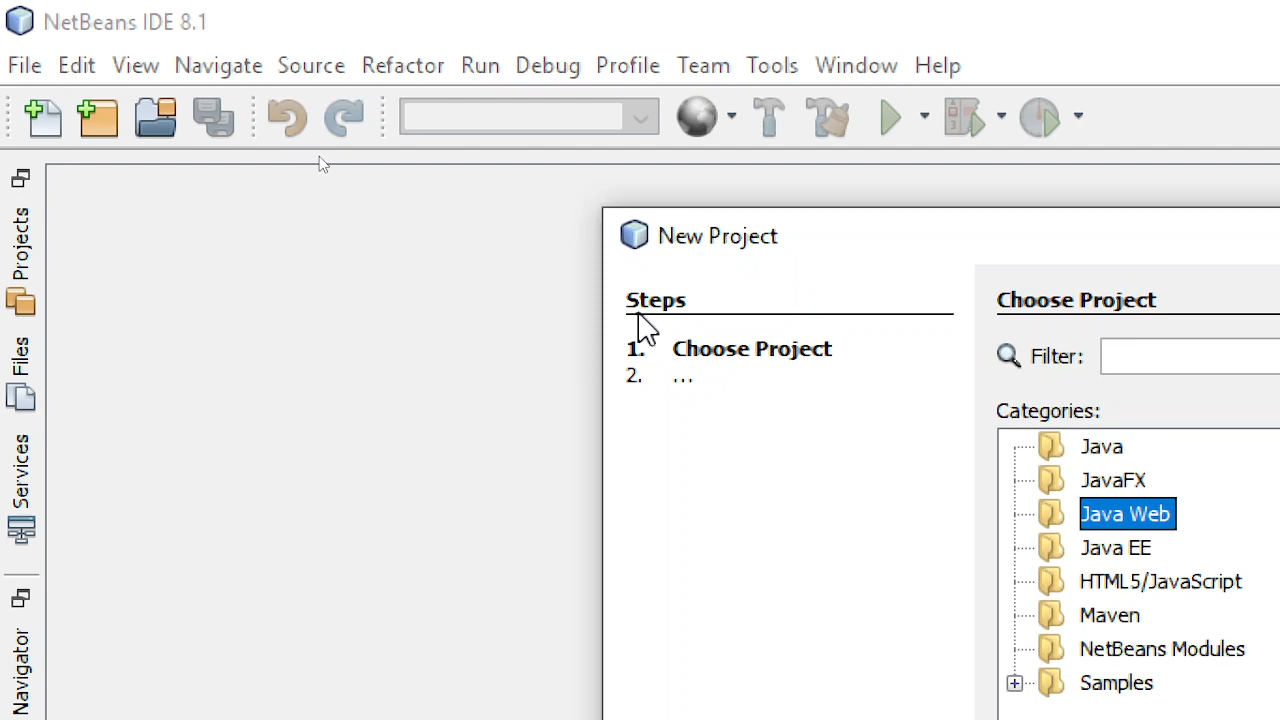 NetBeans IDE 8.1
File Edit View Navigate Source Refactor Run Debug Profile Team Tools Window Help
Projects
Files
Services
Navigator
New Project
Steps
1. Choose Project
2. ...
Choose Project
Filter:
Categories:
Java
JavaFX
Java Web
Java EE
HTML5/JavaScript
Maven
NetBeans Modules
Samples